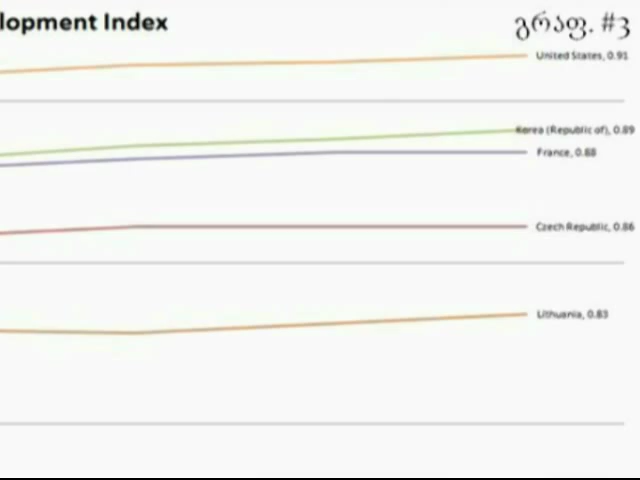 lopment Index
გრაფ. #3
United States, 0.91
Korea (Republic of), 0.89
France, 0.88
Czech Republic, 0.86
Lithuania, 0.83